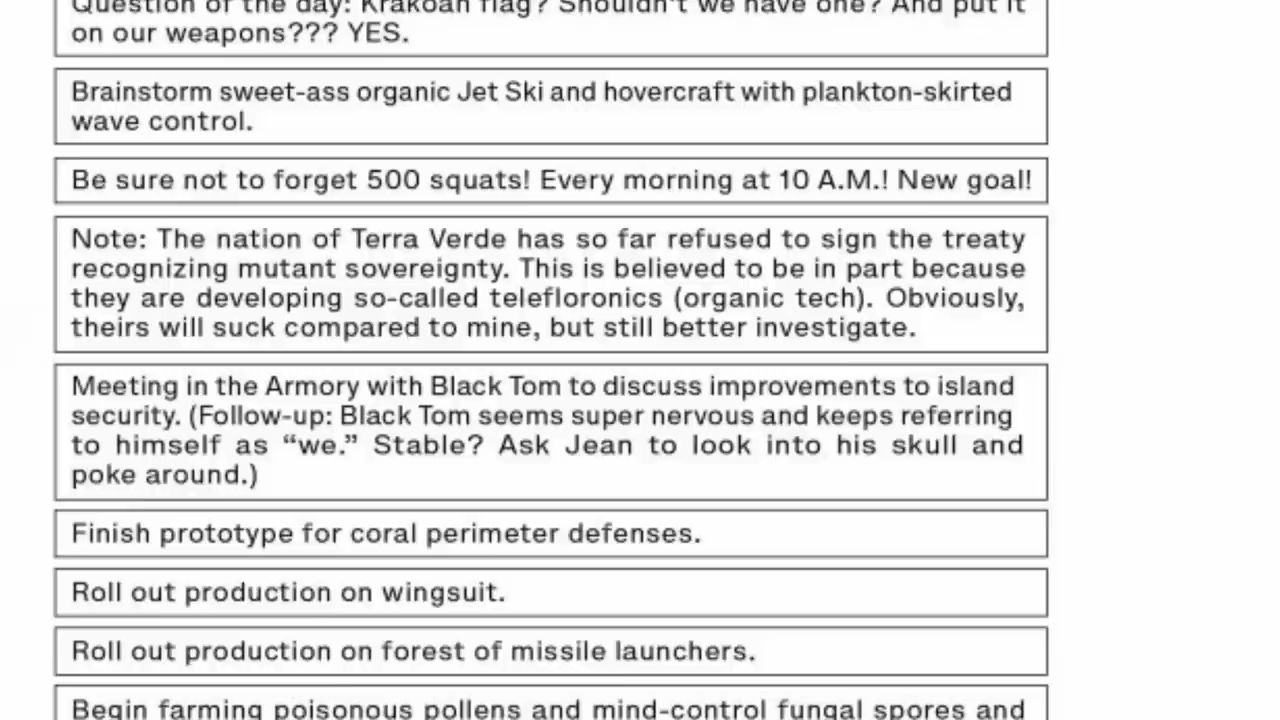 Question of the day: Krakoan flag? Shouldn't we have one? And put it
on our weapons??? YES.
Brainstorm sweet-ass organic Jet Ski and hovercraft with plankton-skirted
wave control.
Be sure not to forget 500 squats! Every morning at 10 A.M.! New goal!
Note: The nation of Terra Verde has so far refused to sign the treaty
recognizing mutant sovereignty. This is believed to be in part because
they are developing so-called telefloronics (organic tech). Obviously,
theirs will suck compared to mine, but still better investigate.
Meeting in the Armory with Black Tom to discuss improvements to island
security. (Follow-up: Black Tom seems super nervous and keeps referring
to himself as “we.” Stable? Ask Jean to look into his skull and
poke around.)
Finish prototype for coral perimeter defenses.
Roll out production on wingsuit.
Roll out production on forest of missile launchers.
Begin farming poisonous pollens and mind-control fungal spores and